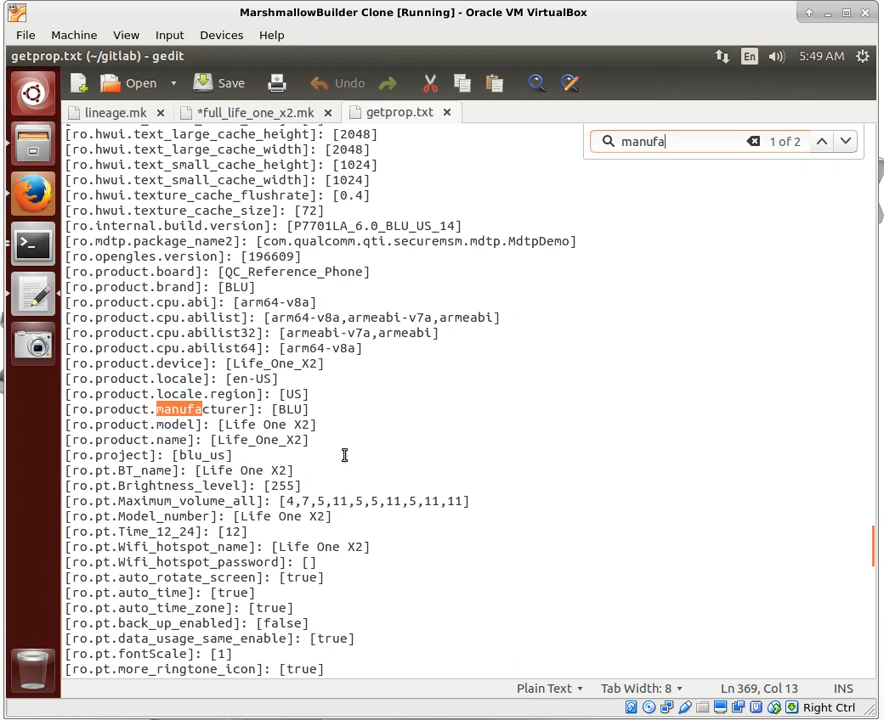 MarshmallowBuilder Clone [Running] - Oracle VM VirtualBox
File Machine View Input Devices Help
getprop.txt (~/gitlab) - gedit En 5:49 AM
Open Save Undo
lineage.mk × *full_life_one_x2.mk × getprop.txt ×
manufa 1 of 2
[ro.hwui.text_large_cache_height]: [2048]
[ro.hwui.text_large_cache_width]: [2048]
[ro.hwui.text_small_cache_height]: [1024]
[ro.hwui.text_small_cache_width]: [1024]
[ro.hwui.texture_cache_flushrate]: [0.4]
[ro.hwui.texture_cache_size]: [72]
[ro.internal.build.version]: [P7701LA_6.0_BLU_US_14]
[ro.mdtp.package_name2]: [com.qualcomm.qti.securemsm.mdtp.MdtpDemo]
[ro.opengles.version]: [196609]
[ro.product.board]: [QC_Reference_Phone]
[ro.product.brand]: [BLU]
[ro.product.cpu.abi]: [arm64-v8a]
[ro.product.cpu.abilist]: [arm64-v8a,armeabi-v7a,armeabi]
[ro.product.cpu.abilist32]: [armeabi-v7a,armeabi]
[ro.product.cpu.abilist64]: [arm64-v8a]
[ro.product.device]: [Life_One_X2]
[ro.product.locale]: [en-US]
[ro.product.locale.region]: [US]
[ro.product.manufacturer]: [BLU]
[ro.product.model]: [Life One X2]
[ro.product.name]: [Life_One_X2]
[ro.project]: [blu_us]
[ro.pt.BT_name]: [Life One X2]
[ro.pt.Brightness_level]: [255]
[ro.pt.Maximum_volume_all]: [4,7,5,11,5,5,11,5,11,11]
[ro.pt.Model_number]: [Life One X2]
[ro.pt.Time_12_24]: [12]
[ro.pt.Wifi_hotspot_name]: [Life One X2]
[ro.pt.Wifi_hotspot_password]: []
[ro.pt.auto_rotate_screen]: [true]
[ro.pt.auto_time]: [true]
[ro.pt.auto_time_zone]: [true]
[ro.pt.back_up_enabled]: [false]
[ro.pt.data_usage_same_enable]: [true]
[ro.pt.fontScale]: [1]
[ro.pt.more_ringtone_icon]: [true]
Plain Text Tab Width: 8 Ln 369, Col 13 INS
Right Ctrl